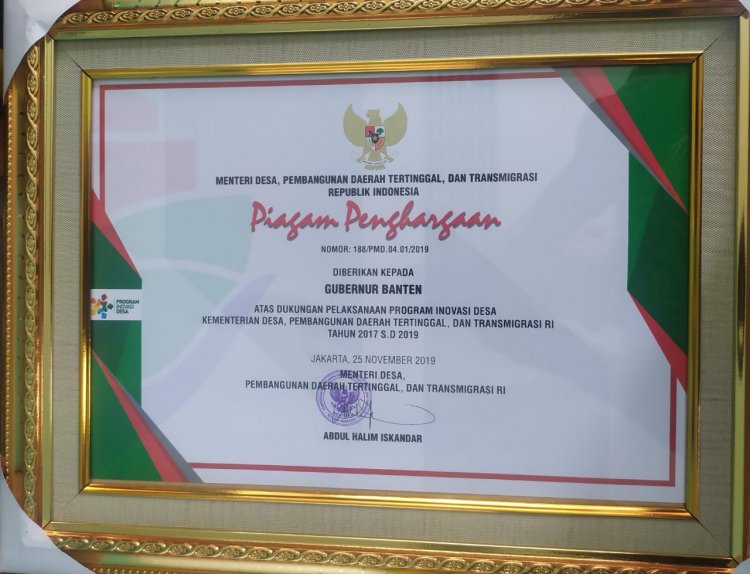 MENTERI DESA, PEMBANGUNAN DAERAH TERTINGGAL, DAN TRANSMIGRASI
REPUBLIK INDONESIA
Piagam Penghargaan
NOMOR: 188/PMD.04.01/2019
DIBERIKAN KEPADA
GUBERNUR BANTEN
ATAS DUKUNGAN PELAKSANAAN PROGRAM INOVASI DESA
KEMENTERIAN DESA, PEMBANGUNAN DAERAH TERTINGGAL, DAN TRANSMIGRASI RI
TAHUN 2017 S.D 2019
PROGRAM
INOVASI
DESA
JAKARTA, 25 NOVEMBER 2019
MENTERI DESA,
PEMBANGUNAN DAERAH TERTINGGAL, DAN TRANSMIGRASI RI
ABDUL HALIM ISKANDAR